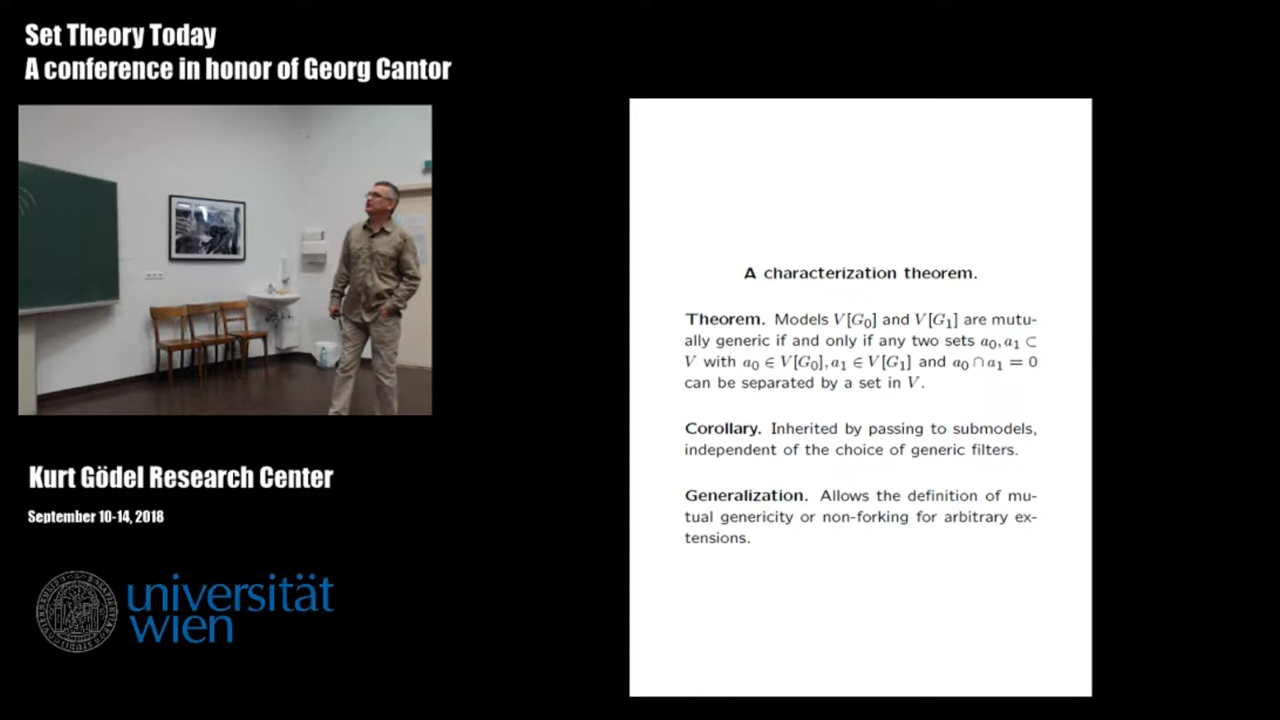 Set Theory Today
A conference in honor of Georg Cantor
A characterization theorem.
Theorem. Models V[G₀] and V[G₁] are mutu-
ally generic if and only if any two sets a₀, a₁ ⊂
V with a₀ ∈ V[G₀], a₁ ∈ V[G₁] and a₀ ∩ a₁ = 0
can be separated by a set in V.
Corollary. Inherited by passing to submodels,
independent of the choice of generic filters.
Generalization. Allows the definition of mu-
tual genericity or non-forking for arbitrary ex-
tensions.
Kurt Gödel Research Center
September 10-14, 2018
universität
wien